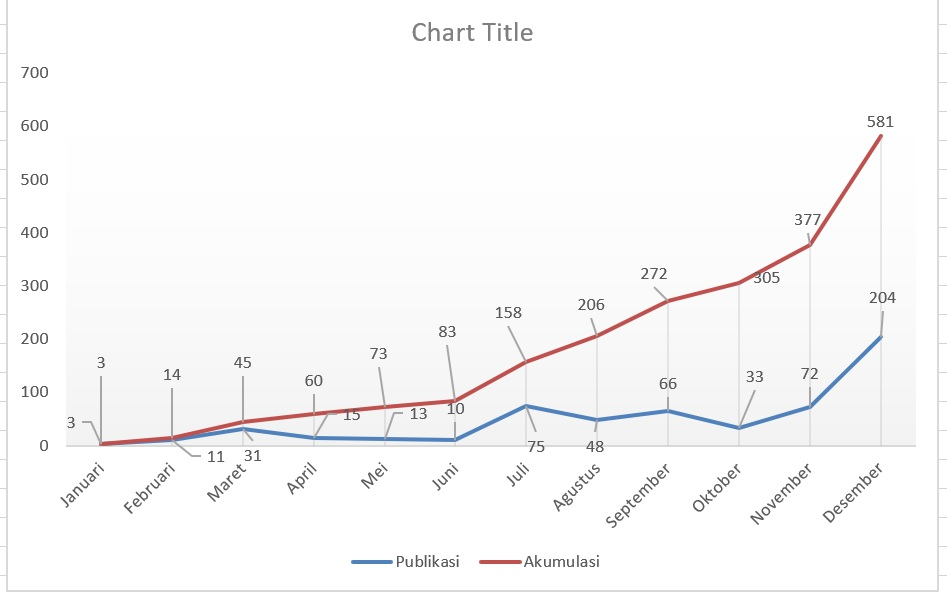 Chart Title
700
600
500
400
300
200
100
0
581
377
305
272
206
158
83
73
60
45
14
3
3
11
31
15
13
10
75
48
66
33
72
204
Januari
Februari
Maret
April
Mei
Juni
Juli
Agustus
September
Oktober
November
Desember
Publikasi
Akumulasi